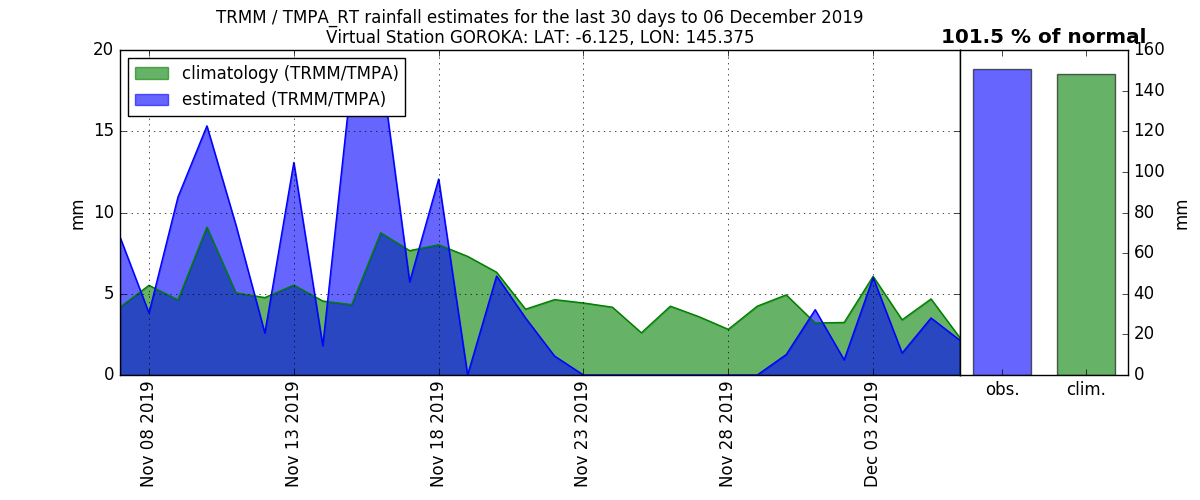 TRMM / TMPA_RT rainfall estimates for the last 30 days to 06 December 2019
Virtual Station GOROKA: LAT: -6.125, LON: 145.375
101.5 % of normal
climatology (TRMM/TMPA)
estimated (TRMM/TMPA)
20
15
10
5
0
mm
160
140
120
100
80
60
40
20
0
mm
Nov 08 2019
Nov 13 2019
Nov 18 2019
Nov 23 2019
Nov 28 2019
Dec 03 2019
obs.
clim.